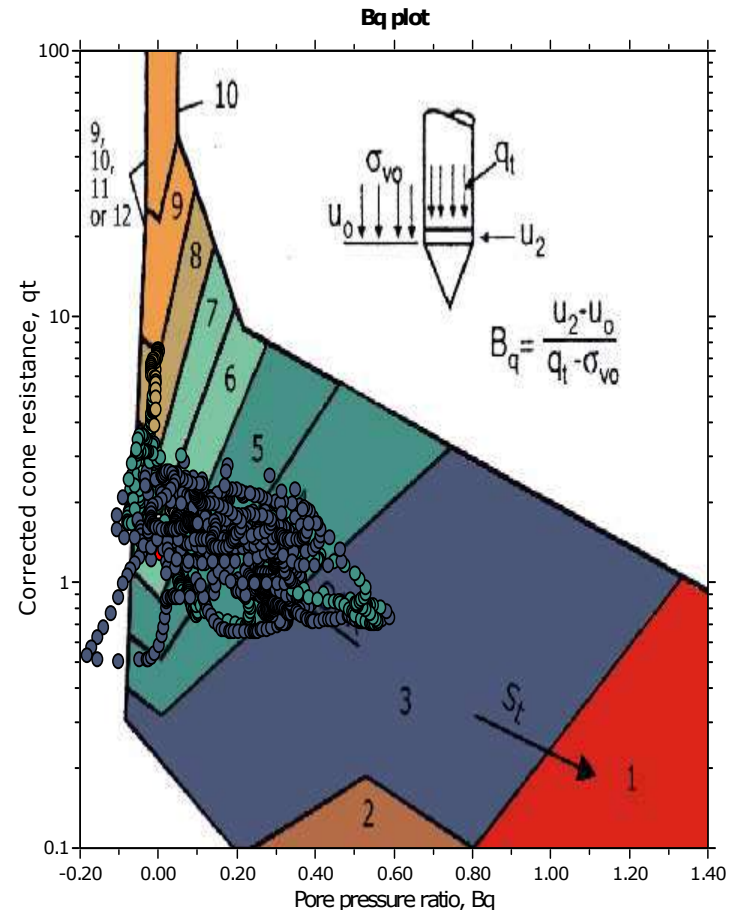 Bq plot
100
10
1
0.1
Corrected cone resistance, qt
-0.20 0.00 0.20 0.40 0.60 0.80 1.00 1.20 1.40
Pore pressure ratio, Bq
10
9,
10,
11
or 12
9
8
7
6
5
3
2
1
St
σvo
qt
uo
u2
Bq= u2-uo
qt-σvo